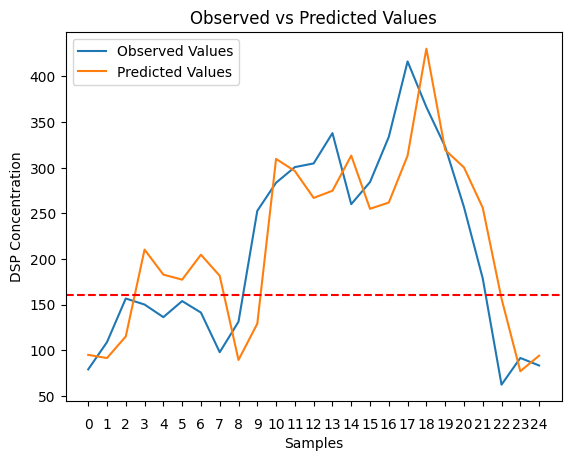 Observed vs Predicted Values
Observed Values
Predicted Values
DSP Concentration
400
350
300
250
200
150
100
50
0 1 2 3 4 5 6 7 8 9 10 11 12 13 14 15 16 17 18 19 20 21 22 23 24
Samples